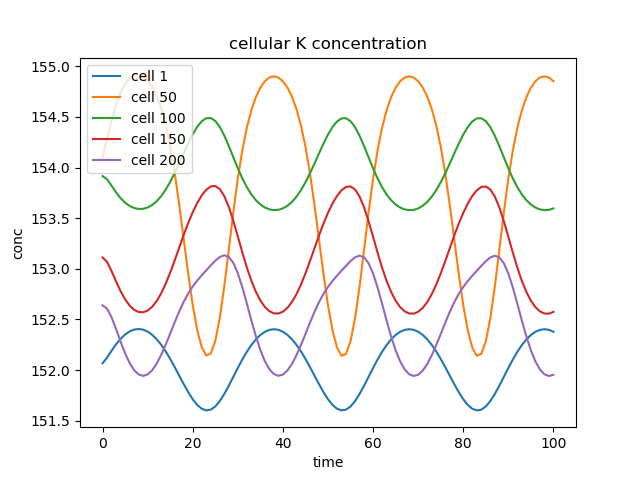 cellular K concentration
155.0
154.5
154.0
153.5
153.0
152.5
152.0
151.5
conc
cell 1
cell 50
cell 100
cell 150
cell 200
0 20 40 60 80 100
time